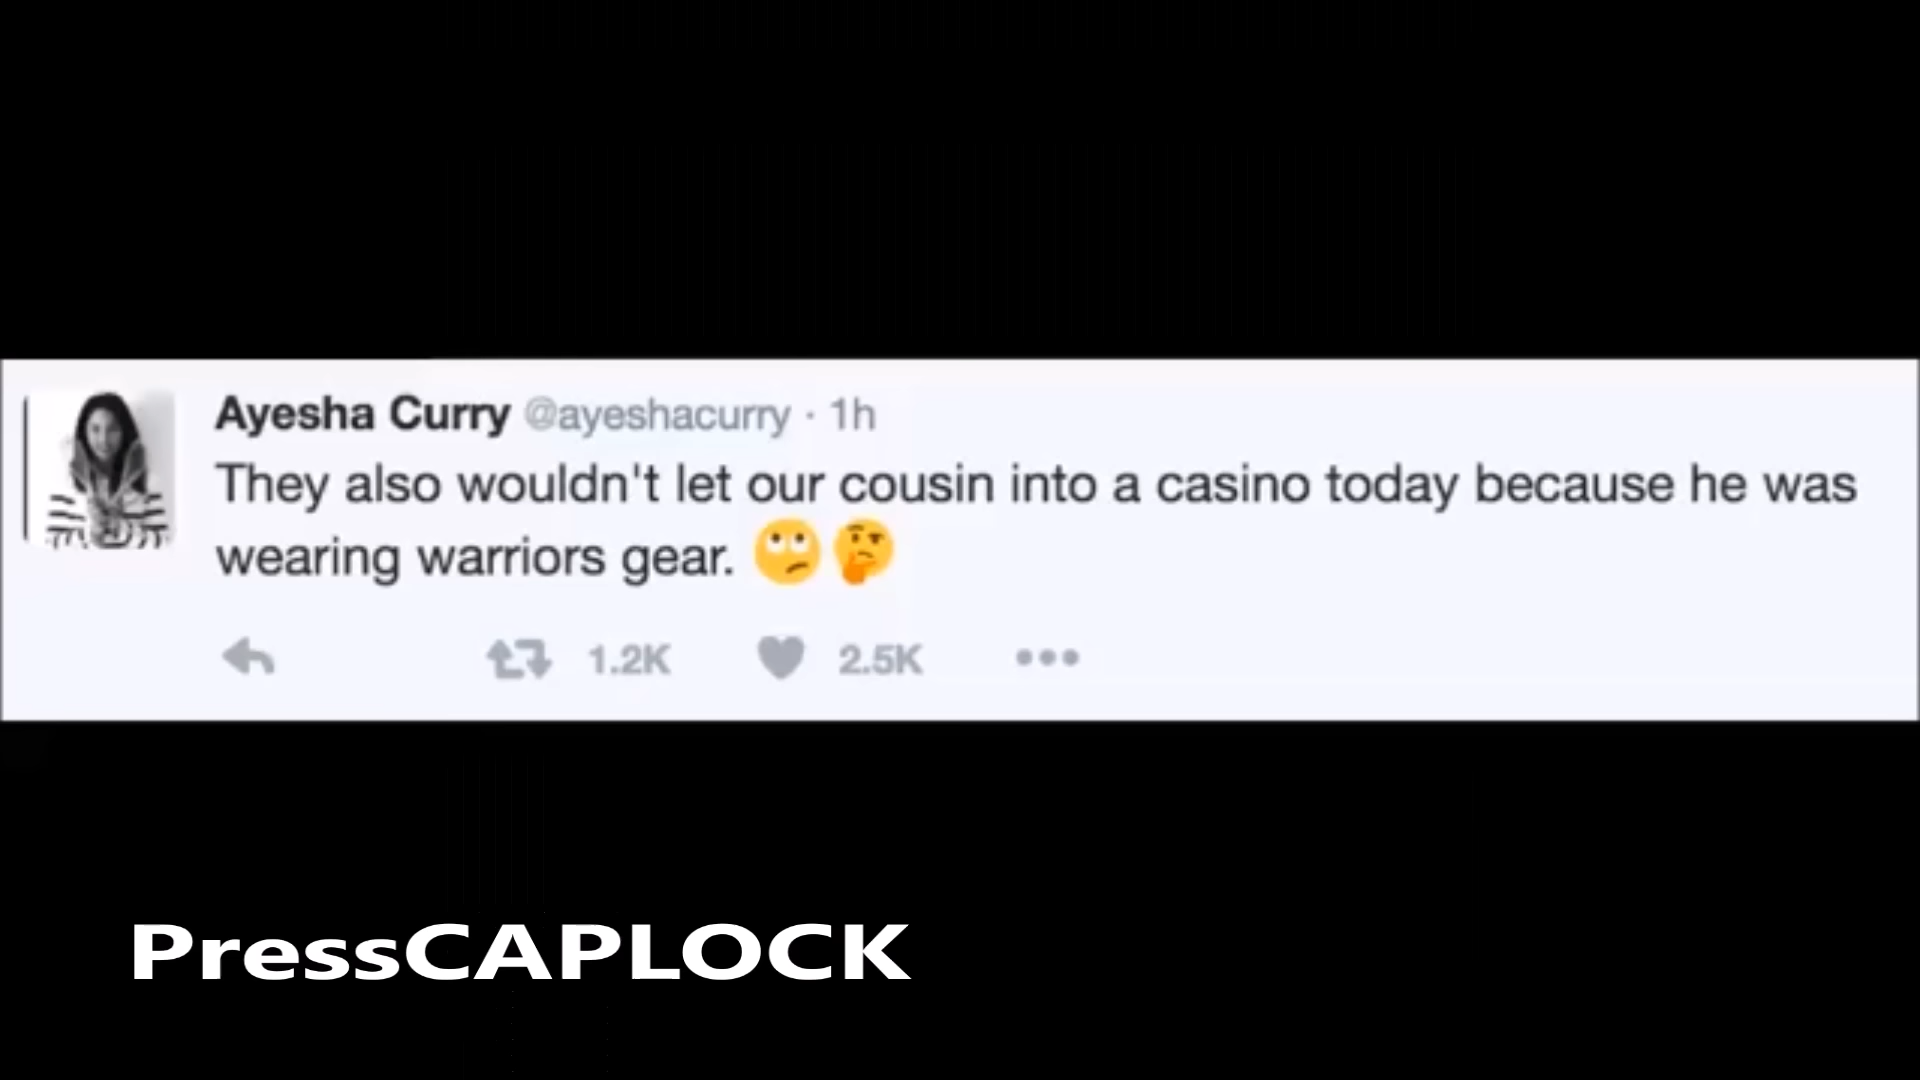 Ayesha Curry @ayeshacurry · 1h
They also wouldn't let our cousin into a casino today because he was
wearing warriors gear. 🙄🤔
1.2K 2.5K
PressCAPLOCK